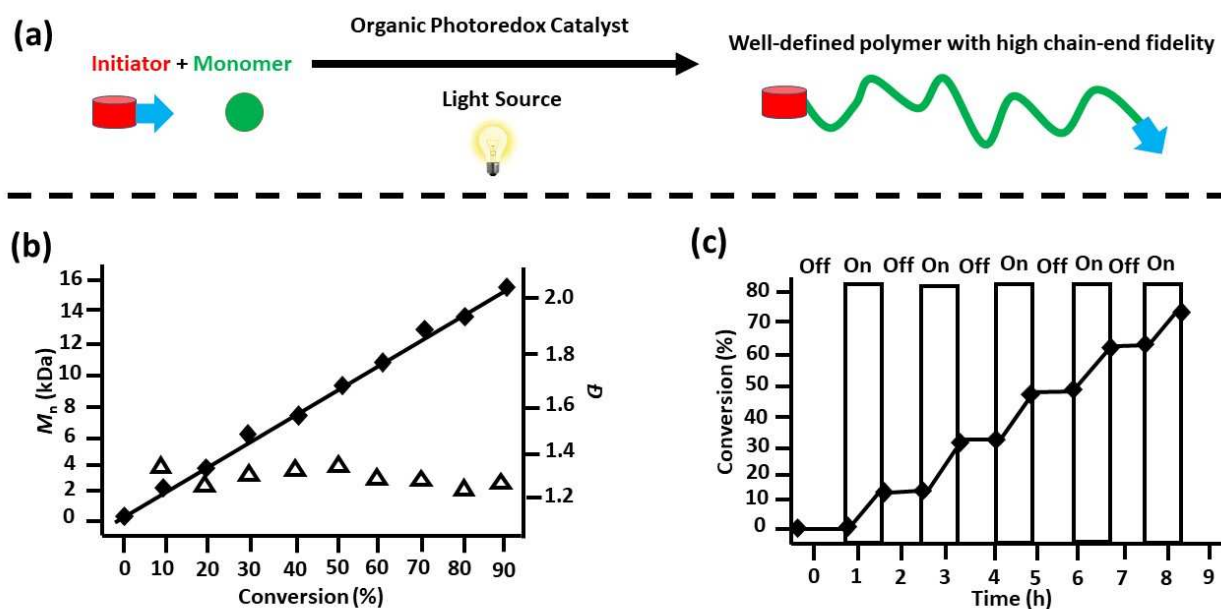 (a)
Organic Photoredox Catalyst
Initiator + Monomer
Light Source
Well-defined polymer with high chain-end fidelity
(b)
Mn (kDa)
16
14
12
10
8
6
4
2
0
2.0
1.8
1.6
1.4
1.2
Đ
0 10 20 30 40 50 60 70 80 90
Conversion (%)
(c)
Off On Off On Off On Off On Off On
Conversion (%)
80
70
60
50
40
30
20
10
0
0 1 2 3 4 5 6 7 8 9
Time (h)